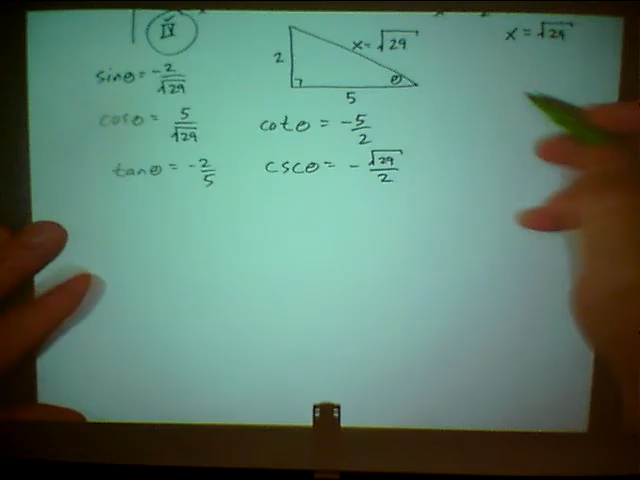 IV
x = √29
2
x = √29
θ
5
sinθ = -2/√29
cosθ = 5/√29
cotθ = -5/2
tanθ = -2/5
cscθ = - √29/2